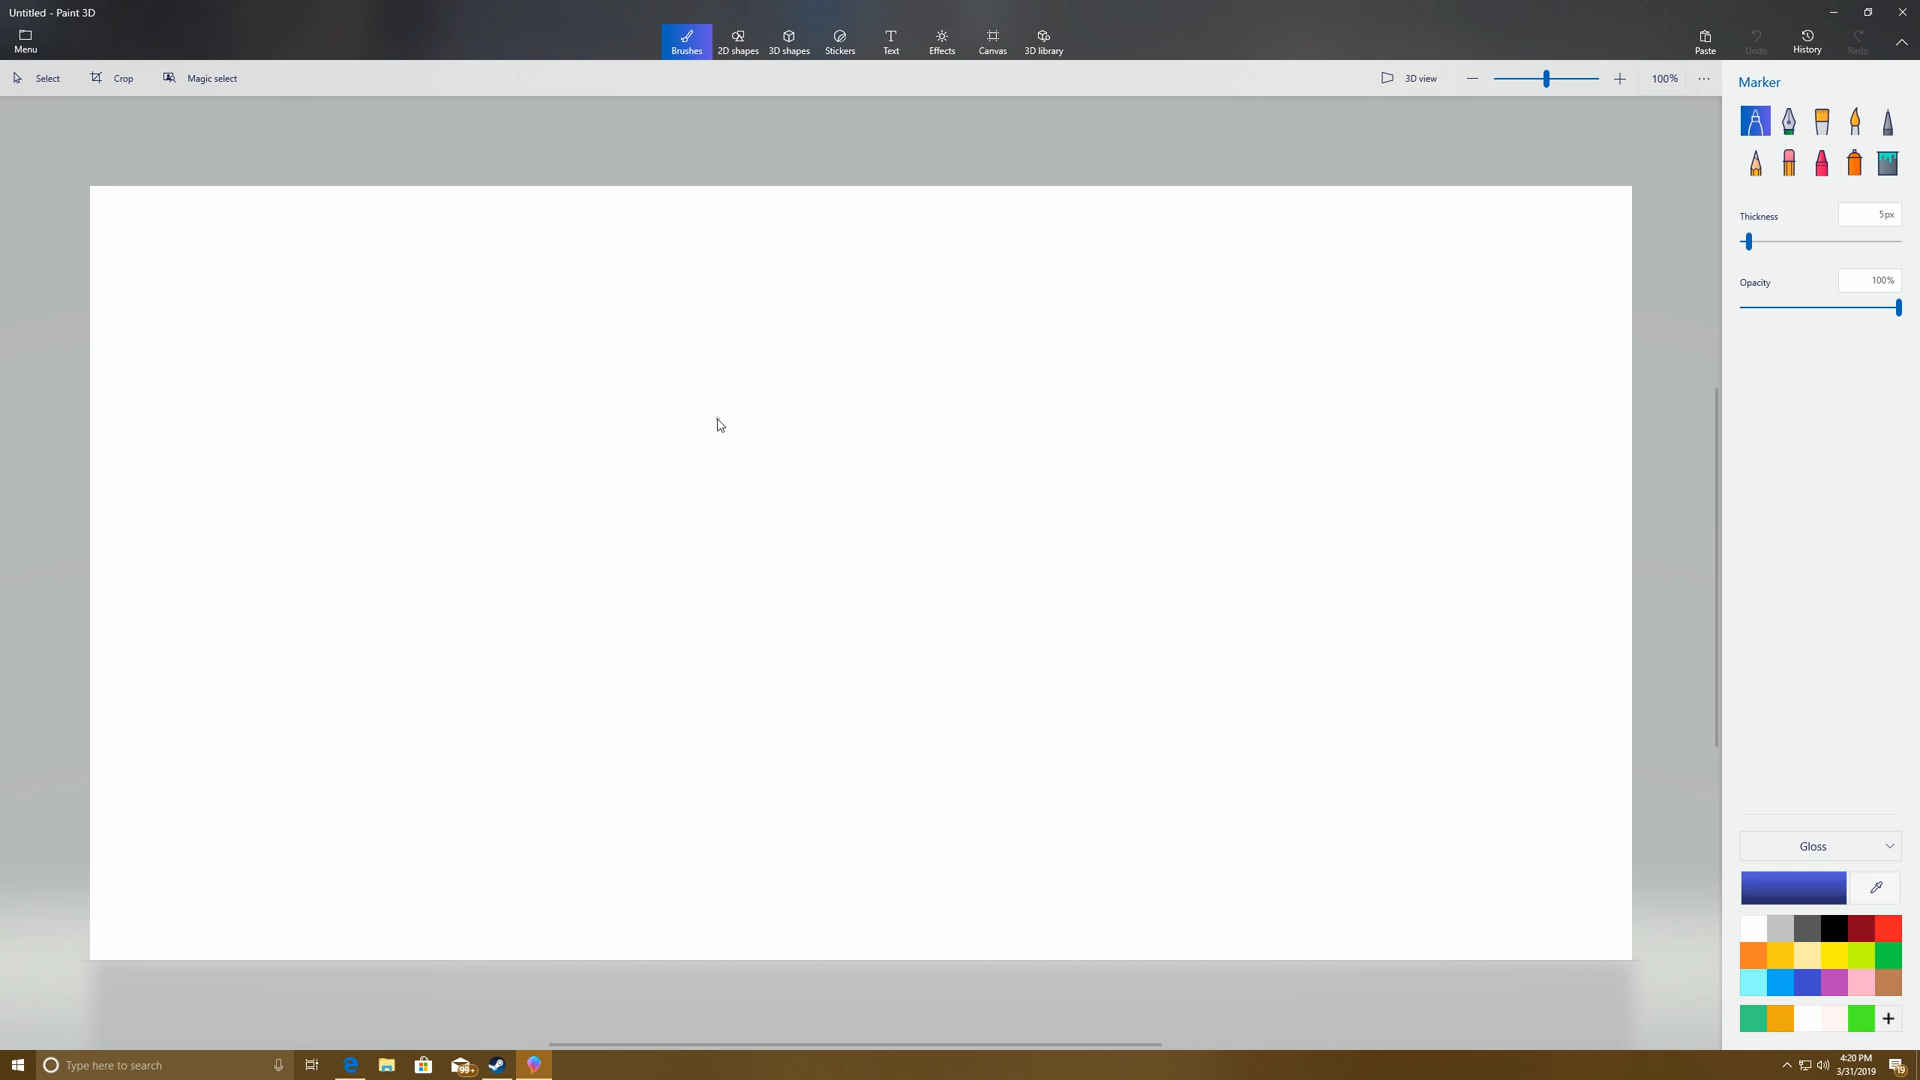 Untitled - Paint 3D
Menu
Brushes
2D shapes
3D shapes
Stickers
Text
Effects
Canvas
3D library
Paste
Undo
History
Redo
Select
Crop
Magic select
3D view
100%
Marker
Thickness
5px
Opacity
100%
Gloss
Type here to search
99+
4:20 PM
3/31/2019
19